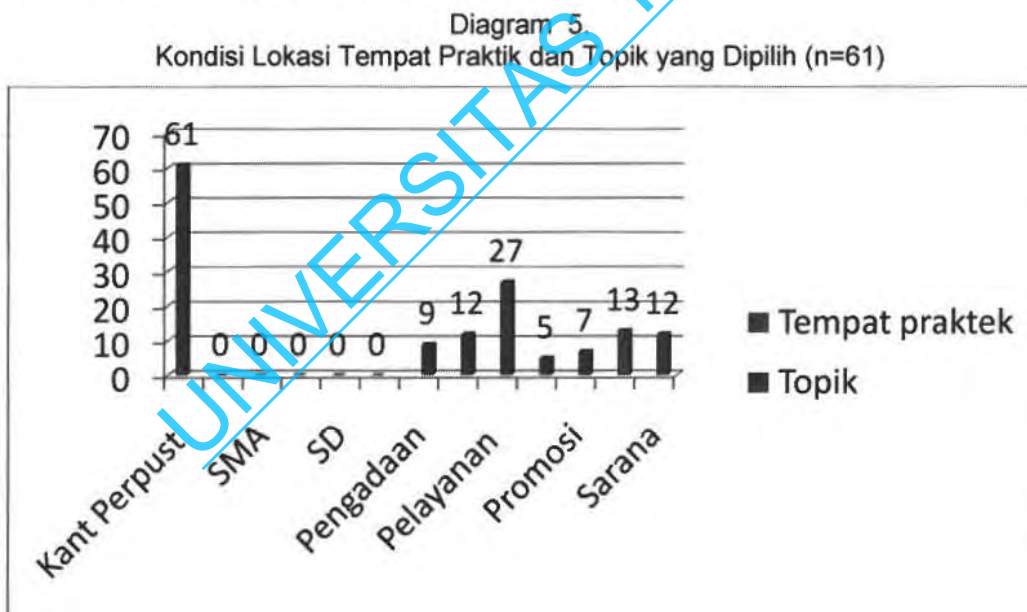 Diagram 5.
Kondisi Lokasi Tempat Praktik dan Topik yang Dipilih (n=61)
70
60
50
40
30
20
10
0
61
0 0 0 0 0
9
12
27
5
7
13
12
Kant Perpust
SMA
SD
Pengadaan
Pelayanan
Promosi
Sarana
Tempat praktek
Topik
UNIVERSITAS